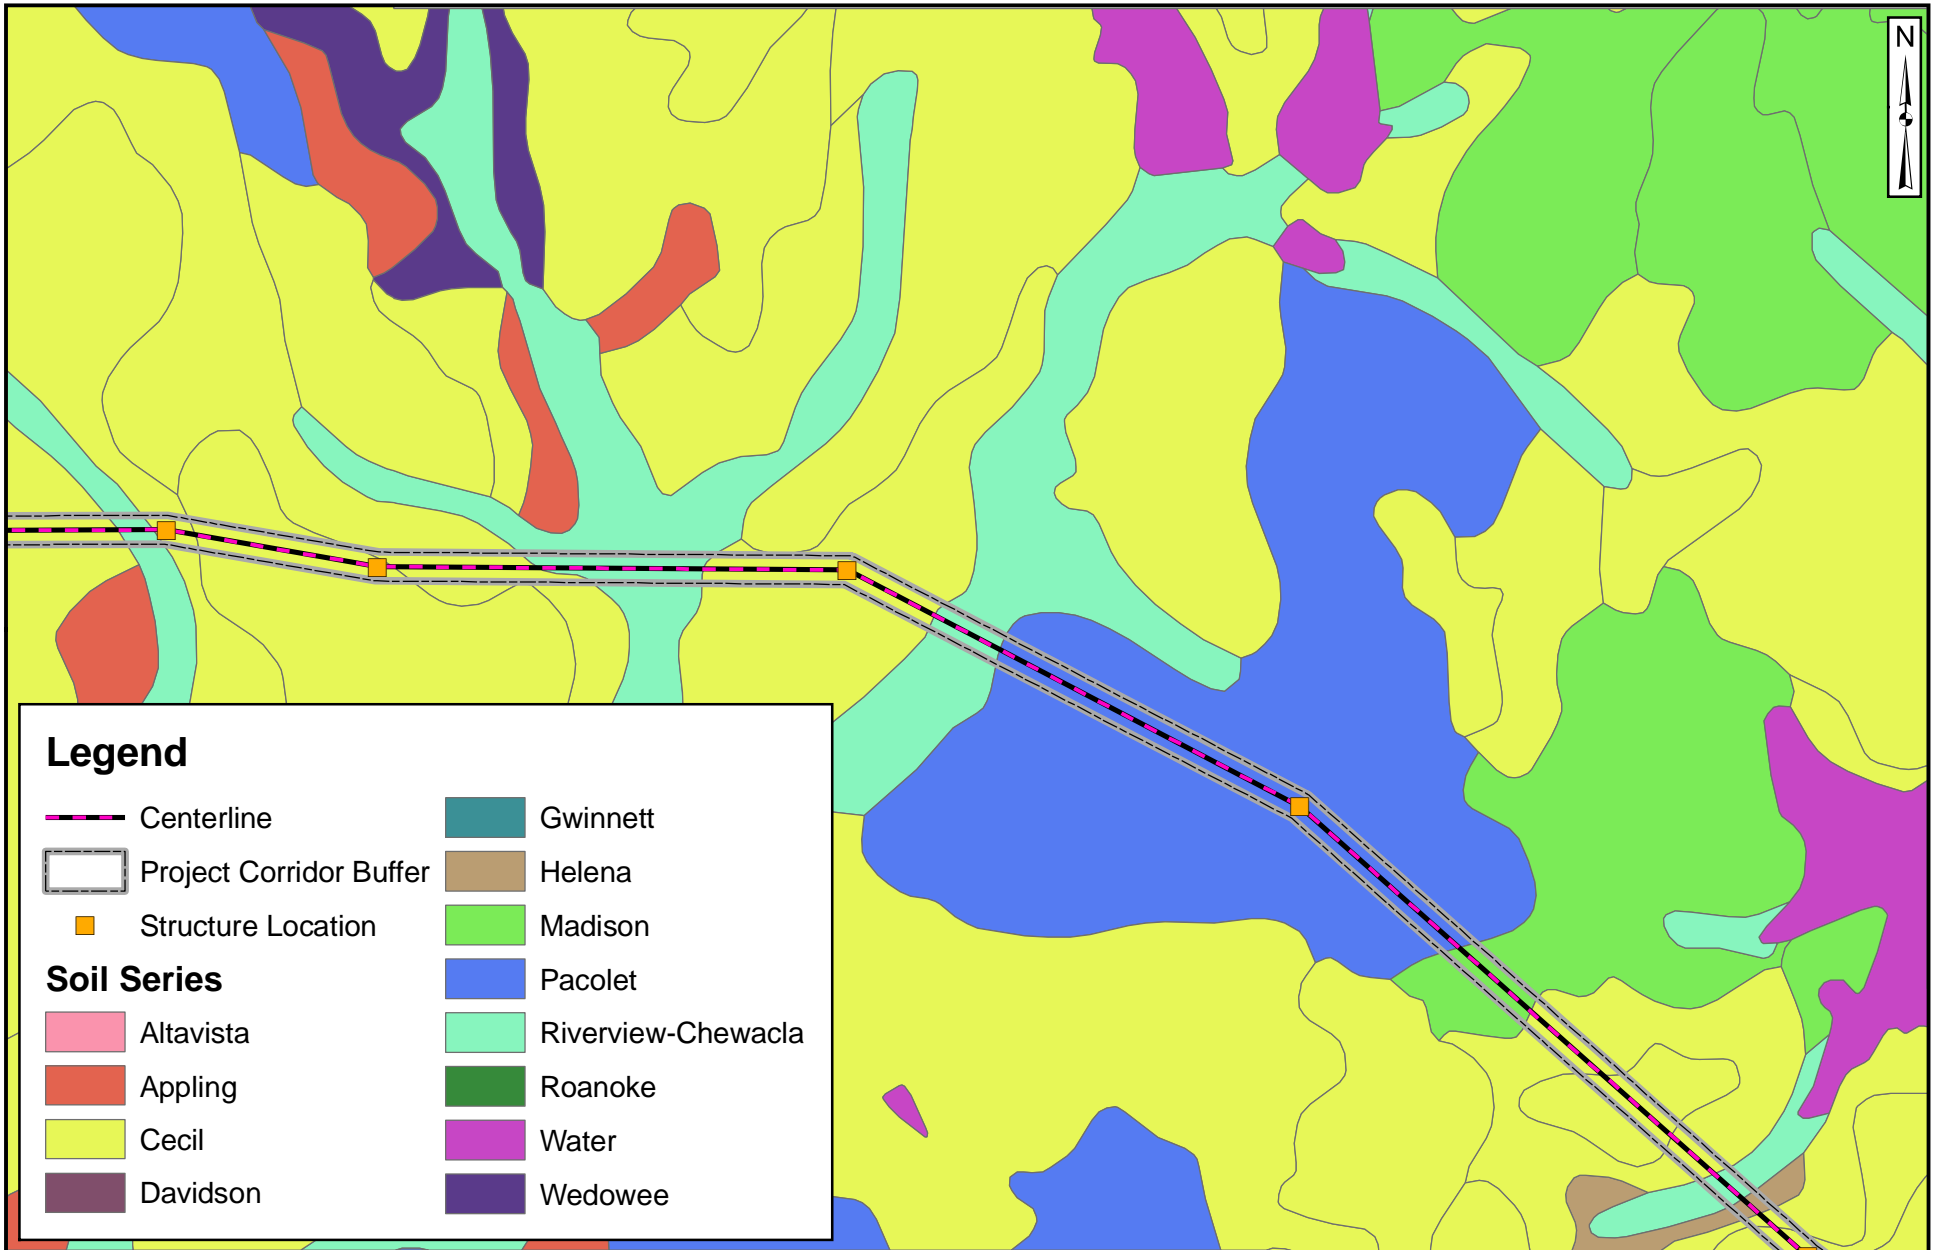 N
Legend
Centerline
Project Corridor Buffer
Structure Location
Soil Series
Altavista
Appling
Cecil
Davidson
Gwinnett
Helena
Madison
Pacolet
Riverview-Chewacla
Roanoke
Water
Wedowee